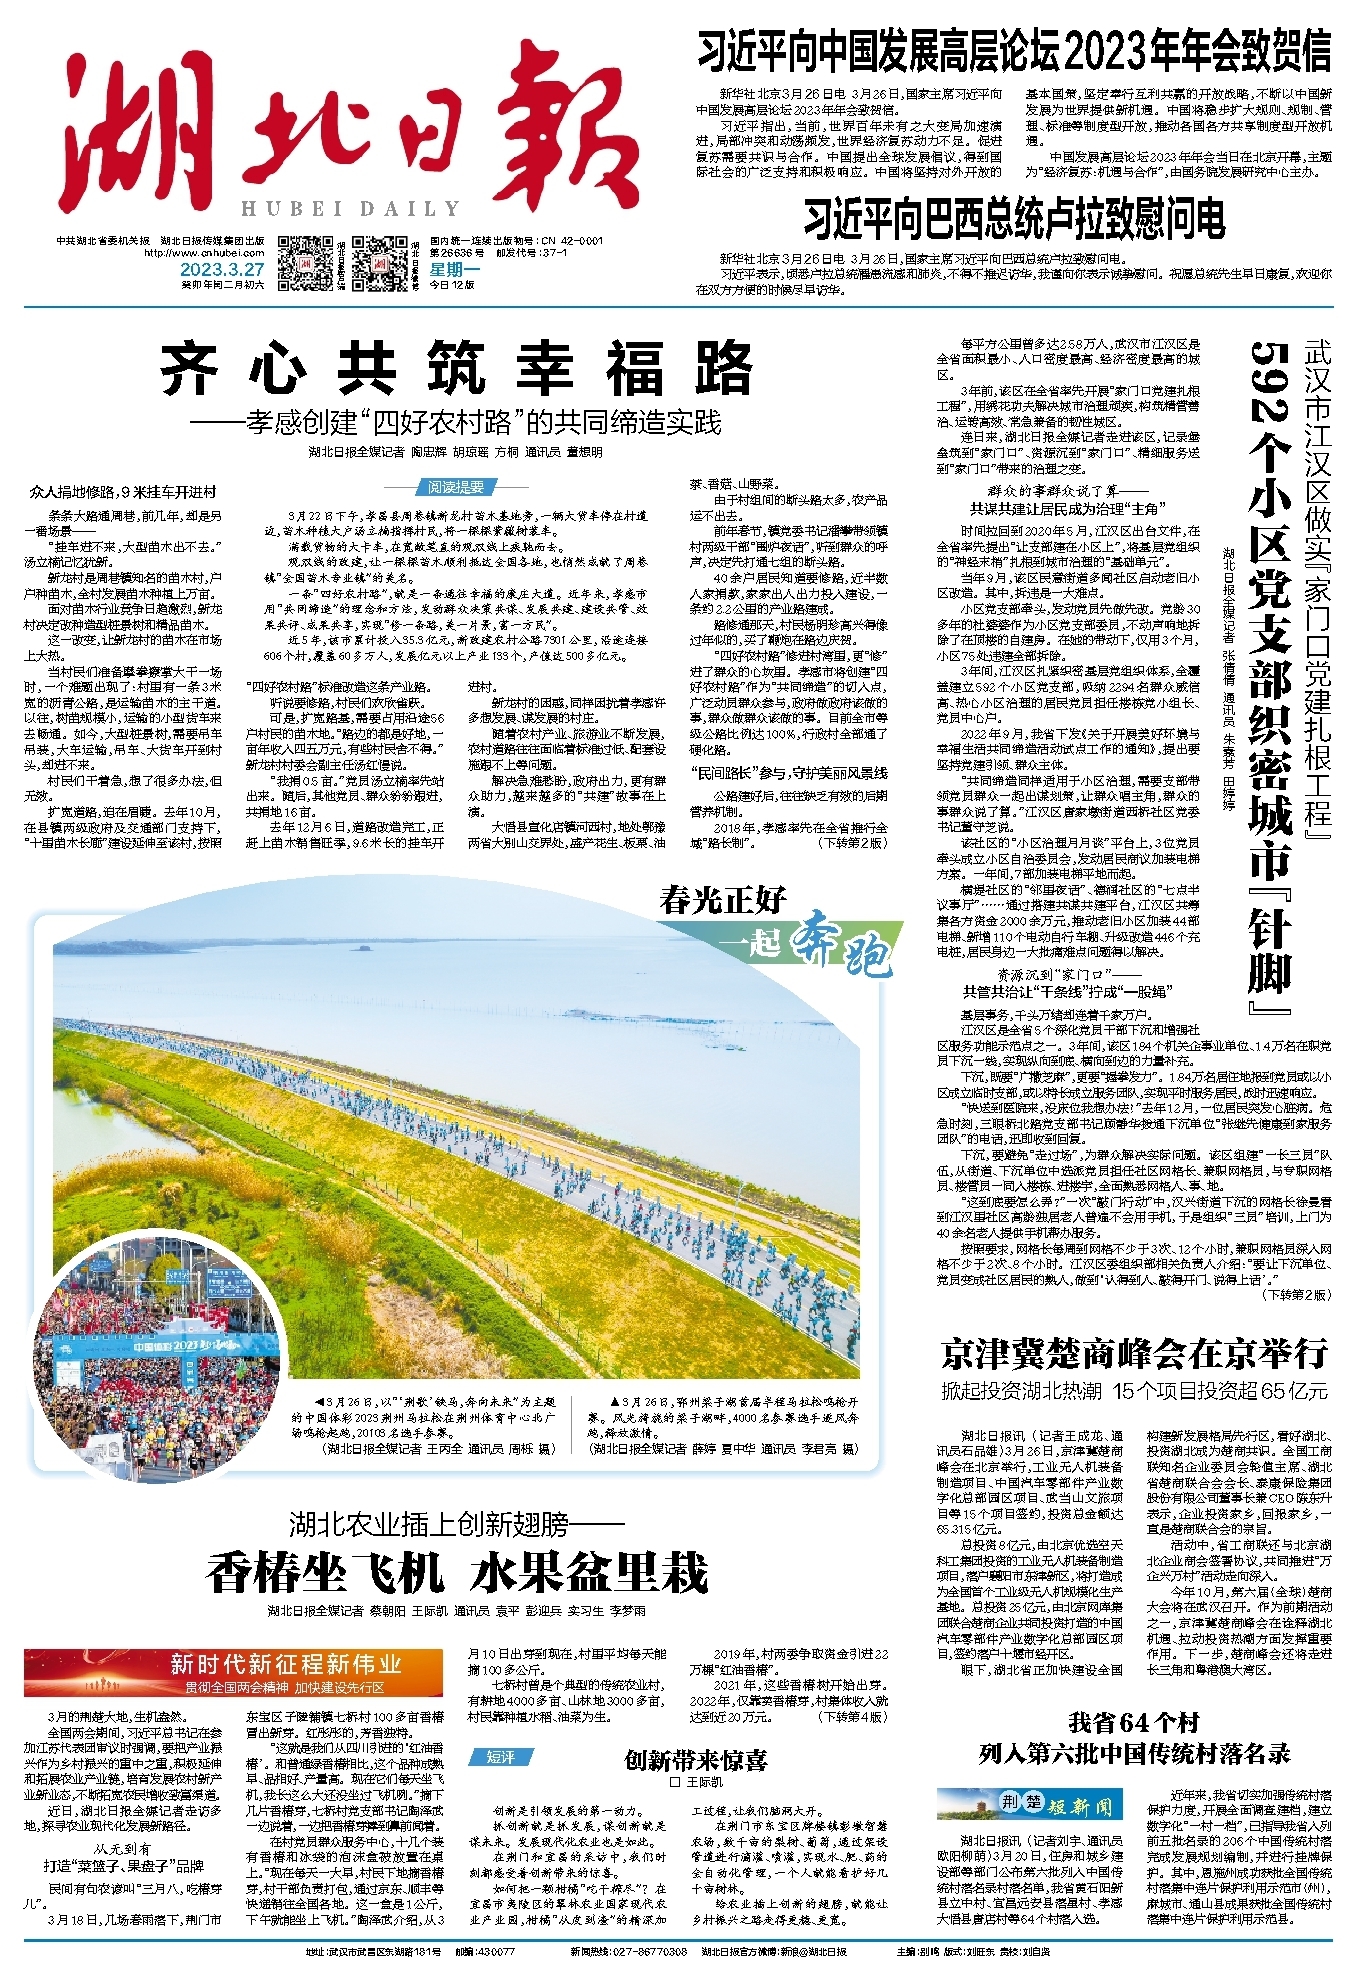 湖北日報
HUBEI DAILY
中共湖北省委机关报 湖北日报传媒集团出版
http://www.cnhubei.com
2023.3.27
癸卯年闰二月初六
国内统一连续出版物号:CN 42-0001
第26636号 邮发代号:37-1
星期一
今日12版
习近平向中国发展高层论坛2023年年会致贺信
新华社北京3月26日电 3月26日,国家主席习近平向
中国发展高层论坛2023年年会致贺信。
习近平指出,当前,世界百年未有之大变局加速演
进,局部冲突和动荡频发,世界经济复苏动力不足。促进
复苏需要共识与合作。中国提出全球发展倡议,得到国
际社会的广泛支持和积极响应。中国将坚持对外开放的
基本国策,坚定奉行互利共赢的开放战略,不断以中国新
发展为世界提供新机遇。中国将稳步扩大规则、规制、管
理、标准等制度型开放,推动各国各方共享制度型开放机
遇。
中国发展高层论坛2023年年会当日在北京开幕,主题
为“经济复苏:机遇与合作”,由国务院发展研究中心主办。
习近平向巴西总统卢拉致慰问电
新华社北京3月26日电 3月26日,国家主席习近平向巴西总统卢拉致慰问电。
习近平表示,顷悉卢拉总统罹患流感和肺炎,不得不推迟访华,我谨向你表示诚挚慰问。祝愿总统先生早日康复,欢迎你
在双方方便的时候尽早访华。
齐心共筑幸福路
——孝感创建“四好农村路”的共同缔造实践
湖北日报全媒记者 陶忠辉 胡琼瑶 方桐 通讯员 董想明
众人捐地修路,9米挂车开进村
条条大路通周巷,前几年,却是另
一番场景——
“挂车进不来,大型苗木出不去。”
汤立楠记忆犹新。
新龙村是周巷镇知名的苗木村,户
户种苗木,全村发展苗木种植上万亩。
面对苗木行业竞争日趋激烈,新龙
村决定改种造型桩景树和精品苗木。
这一改变,让新龙村的苗木在市场
上大热。
当村民们准备摩拳擦掌大干一场
时,一个难题出现了:村里有一条3米
宽的沥青公路,是运输苗木的主干道。
以往,树苗规模小,运输的小型货车来
去畅通。如今,大型桩景树,需要吊车
吊装,大车运输,吊车、大货车开到村
头,却进不来。
村民们干着急,想了很多办法,但
无效。
扩宽道路,迫在眉睫。去年10月,
在县镇两级政府及交通部门支持下,
“十里苗木长廊”建设延伸至该村,按照
阅读提要
3月22日下午,孝昌县周巷镇新龙村苗木基地旁,一辆大货车停在村道
边,苗木种植大户汤立楠指挥村民,将一棵棵紫薇树装车。
满载货物的大卡车,在宽敞笔直的观双线上疾驰而去。
观双线的改建,让一棵棵苗木顺利抵达全国各地,也悄然成就了周巷
镇“全国苗木专业镇”的美名。
一条“四好农村路”,就是一条通往幸福的康庄大道。近年来,孝感市
用“共同缔造”的理念和方法,发动群众决策共谋、发展共建、建设共管、效
果共评、成果共享,实现“修一条路,美一片景,富一方民”。
近5年,该市累计投入35.3亿元,新改建农村公路7301公里,沿途连接
606个村,覆盖60多万人,发展亿元以上产业133个,产值达500多亿元。
“四好农村路”标准改造这条产业路。
听说要修路,村民们欢欣雀跃。
可是,扩宽路基,需要占用沿途56
户村民的苗木地。“路边的都是好地,一
亩年收入四五万元,有些村民舍不得。”
新龙村村委会副主任汤红慢说。
“我捐0.5亩。”党员汤立楠率先站
出来。随后,其他党员、群众纷纷跟进,
共捐地16亩。
去年12月6日,道路改造完工,正
赶上苗木销售旺季,9.6米长的挂车开
进村。
新龙村的困惑,同样困扰着孝感许
多想发展、谋发展的村庄。
随着农村产业、旅游业不断发展,
农村道路往往面临着标准过低、配套设
施跟不上等问题。
解决急难愁盼,政府出力,更有群
众助力,越来越多的“共建”故事在上
演。
大悟县宣化店镇河西村,地处鄂豫
两省大别山交界处,盛产花生、板栗、油
茶、香菇、山野菜。
由于村组间的断头路太多,农产品
运不出去。
前年春节,镇党委书记潘攀带领镇
村两级干部“围炉夜话”,听到群众的呼
声,决定先打通七组的断头路。
40余户居民知道要修路,近半数
人家捐款,家家出人出力投入建设,一
条约2.2公里的产业路建成。
路修通那天,村民杨明珍高兴得像
过年似的,买了鞭炮在路边庆贺。
“四好农村路”修进村湾里,更“修”
进了群众的心坎里。孝感市将创建“四
好农村路”作为“共同缔造”的切入点,
广泛动员群众参与,政府做政府该做的
事,群众做群众该做的事。目前全市等
级公路比例达100%,行政村全部通了
硬化路。
“民间路长”参与,守护美丽风景线
公路建好后,往往缺乏有效的后期
管养机制。
2018年,孝感率先在全省推行全
域“路长制”。 (下转第2版)
武汉市江汉区做实『家门口党建扎根工程』
592个小区党支部织密城市『针脚』
湖北日报全媒记者 张倩倩 通讯员 朱素芳 田婷婷
每平方公里曾多达2.58万人,武汉市江汉区是
全省面积最小、人口密度最高、经济密度最高的城
区。
3年前,该区在全省率先开展“家门口党建扎根
工程”,用绣花功夫解决城市治理顽疾,构筑精管善
治、运转高效、常急兼备的韧性城区。
连日来,湖北日报全媒记者走进该区,记录堡
垒筑到“家门口”、资源沉到“家门口”、精细服务送
到“家门口”带来的治理之变。
群众的事群众说了算——
共谋共建让居民成为治理“主角”
时间拉回到2020年5月,江汉区出台文件,在
全省率先提出“让支部建在小区上”,将基层党组织
的“神经末梢”扎根到城市治理的“基础单元”。
当年9月,该区民意街道多闻社区启动老旧小
区改造。其中,拆违是一大难点。
小区党支部牵头,发动党员先做先改。党龄30
多年的杜婆婆作为小区党支部委员,不动声响地拆
除了在顶楼的自建房。在她的带动下,仅用3个月,
小区75处违建全部拆除。
3年间,江汉区扎紧织密基层党组织体系,全覆
盖建立592个小区党支部,吸纳2294名群众威信
高、热心小区治理的居民党员担任楼栋党小组长、
党员中心户。
2022年9月,我省下发《关于开展美好环境与
幸福生活共同缔造活动试点工作的通知》,提出要
坚持党建引领、群众主体。
“共同缔造同样适用于小区治理,需要支部带
领党员群众一起出谋划策,让群众唱主角,群众的
事群众说了算。”江汉区唐家墩街道西桥社区党委
书记董守芝说。
该社区的“小区治理月月谈”平台上,3位党员
牵头成立小区自治委员会,发动居民商议加装电梯
方案。一年间,7部加装电梯平地而起。
横堤社区的“邻里夜话”、德润社区的“七点半
议事厅”……通过搭建共谋共建平台,江汉区共筹
集各方资金2000余万元,推动老旧小区加装44部
电梯、新增110个电动自行车棚、升级改造446个充
电桩,居民身边一大批痛难点问题得以解决。
资源沉到“家门口”——
共管共治让“千条线”拧成“一股绳”
基层事务,千头万绪却连着千家万户。
江汉区是全省5个深化党员干部下沉和增强社
区服务功能示范点之一。3年间,该区184个机关企事业单位、1.4万名在职党
员下沉一线,实现纵向到底、横向到边的力量补充。
下沉,既要“广撒芝麻”,更要“握拳发力”。1.84万名居住地报到党员或以小
区成立临时支部,或以特长成立服务团队,实现平时服务居民,战时迅速响应。
“快送到医院来,没床位我想办法!”去年12月,一位居民突发心脏病。危
急时刻,三眼桥北路党支部书记顾静华拨通下沉单位“张继先健康到家服务
团队”的电话,迅即收到回复。
下沉,要避免“走过场”,为群众解决实际问题。该区组建“一长三员”队
伍,从街道、下沉单位中选派党员担任社区网格长、兼职网格员,与专职网格
员、楼管员一同入楼栋、进楼宇,全面熟悉网格人、事、地。
“这到底要怎么弄?”一次“敲门行动”中,汉兴街道下沉的网格长徐曼看
到江汉里社区高龄独居老人普遍不会用手机,于是组织“三员”培训,上门为
40余名老人提供手机帮办服务。
按照要求,网格长每周到网格不少于3次、12个小时,兼职网格员深入网
格不少于2次、8个小时。江汉区委组织部相关负责人介绍:“要让下沉单位、
党员变成社区居民的熟人,做到‘认得到人、敲得开门、说得上话’。”
(下转第2版)
春光正好
一起奔跑
◀3月26日,以“‘荆’歌’铁马,奔向未来”为主题
的中国体彩2023荆州马拉松在荆州体育中心北广
场鸣枪起跑,20103名选手参赛。
(湖北日报全媒记者 王丙全 通讯员 周栎 摄)
▲3月26日,鄂州梁子湖首届半程马拉松鸣枪开
赛。风光旖旎的梁子湖畔,4000名参赛选手逐风奔
跑,释放激情。
(湖北日报全媒记者 薛婷 夏中华 通讯员 李君亮 摄)
京津冀楚商峰会在京举行
掀起投资湖北热潮 15个项目投资超65亿元
湖北日报讯 (记者王成龙、通
讯员石品雄)3月26日,京津冀楚商
峰会在北京举行,工业无人机装备
制造项目、中国汽车零部件产业数
字化总部园区项目、武当山文旅项
目等15个项目签约,投资总金额达
65.315亿元。
总投资8亿元,由北京优选空天
科工集团投资的工业无人机装备制造
项目,落户襄阳市东津新区,将打造成
为全国首个工业级无人机规模化生产
基地。总投资25亿元,由北京网库集
团联合楚商企业共同投资打造的中国
汽车零部件产业数字化总部园区项
目,签约落户十堰市经开区。
眼下,湖北省正加快建设全国
构建新发展格局先行区,看好湖北、
投资湖北成为楚商共识。全国工商
联知名企业委员会轮值主席、湖北
省楚商联合会会长、泰康保险集团
股份有限公司董事长兼CEO陈东升
表示,企业投资家乡,回报家乡,一
直是楚商联合会的宗旨。
活动中,省工商联还与北京湖
北企业商会签署协议,共同推进“万
企兴万村”活动走向深入。
今年10月,第六届(全球)楚商
大会将在武汉召开。作为前期活动
之一,京津冀楚商峰会在诠释湖北
机遇、拉动投资热潮方面发挥重要
作用。下一步,楚商峰会还将走进
长三角和粤港澳大湾区。
湖北农业插上创新翅膀——
香椿坐飞机 水果盆里栽
湖北日报全媒记者 蔡朝阳 王际凯 通讯员 袁平 彭迎兵 实习生 李梦雨
新时代新征程新伟业
贯彻全国两会精神 加快建设先行区
3月的荆楚大地,生机盎然。
全国两会期间,习近平总书记在参
加江苏代表团审议时强调,要把产业振
兴作为乡村振兴的重中之重,积极延伸
和拓展农业产业链,培育发展农村新产
业新业态,不断拓宽农民增收致富渠道。
近日,湖北日报全媒记者走访多
地,探寻农业现代化发展新路径。
从无到有
打造“菜篮子、果盘子”品牌
民间有句农谚叫“三月八,吃椿芽
儿”。
3月18日,几场春雨落下,荆门市
东宝区子陵铺镇七桥村100多亩香椿
冒出新芽。红彤彤的,芳香独特。
“这就是我们从四川引进的‘红油香
椿’。和普通绿香椿相比,这个品种成熟
早、品相好、产量高。现在它们每天坐飞
机,我长这么大还没坐过飞机咧。”摘下
几片香椿芽,七桥村党支部书记陶泽武
一边说着,一边把香椿芽捧到鼻前闻着。
在村党员群众服务中心,十几个装
有香椿和冰袋的泡沫盒被放置在桌
上。“现在每天一大早,村民下地摘香椿
芽,村干部负责打包,通过京东、顺丰等
快递销往全国各地。这一盒是1公斤,
下午就能坐上飞机。”陶泽武介绍,从3
月10日出芽到现在,村里平均每天能
摘100多公斤。
七桥村曾是个典型的传统农业村,
有耕地4000多亩、山林地3000多亩,
村民靠种植水稻、油菜为生。
2019年,村两委争取资金引进22
万棵“红油香椿”。
2021年,这些香椿树开始出芽。
2022年,仅靠卖香椿芽,村集体收入就
达到近20万元。 (下转第4版)
短评
创新带来惊喜
□ 王际凯
创新是引领发展的第一动力。
抓创新就是抓发展,谋创新就是
谋未来。发展现代化农业也是如此。
在荆门和宜昌的采访中,我们时
刻都感受着创新带来的惊喜。
如何把一颗柑橘“吃干榨尽”?在
宜昌市夷陵区的翠林农业国家现代农
业产业园,柑橘“从皮到渣”的精深加
工过程,让我们脑洞大开。
在荆门市东宝区牌楼镇彭墩智慧
农场,数千亩的梨树、葡萄,通过架设
管道进行滴灌、喷灌,实现水、肥、药的
全自动化管理,一个人就能看护好几
十亩树林。
给农业插上创新的翅膀,就能让
乡村振兴之路走得更稳、更宽。
我省64个村
列入第六批中国传统村落名录
荆楚短新闻
湖北日报讯 (记者刘宇、通讯员
欧阳柳萌)3月20日,住房和城乡建
设部等部门公布第六批列入中国传
统村落名录村落名单,我省黄石阳新
县立中村、宜昌远安县落星村、孝感
大悟县唐店村等64个村落入选。
近年来,我省切实加强传统村落
保护力度,开展全面调查建档,建立
数字化“一村一档”,已指导我省入列
前五批名录的206个中国传统村落
完成发展规划编制,并进行挂牌保
护。其中,恩施州成功获批全国传统
村落集中连片保护利用示范市(州),
麻城市、通山县成果获批全国传统村
落集中连片保护利用示范县。
地址:武汉市武昌区东湖路181号 邮编:430077 新闻热线:027-86770308 湖北日报官方微博:新浪@湖北日报 主编:别鸣 版式:刘旺东 责校:刘自贤